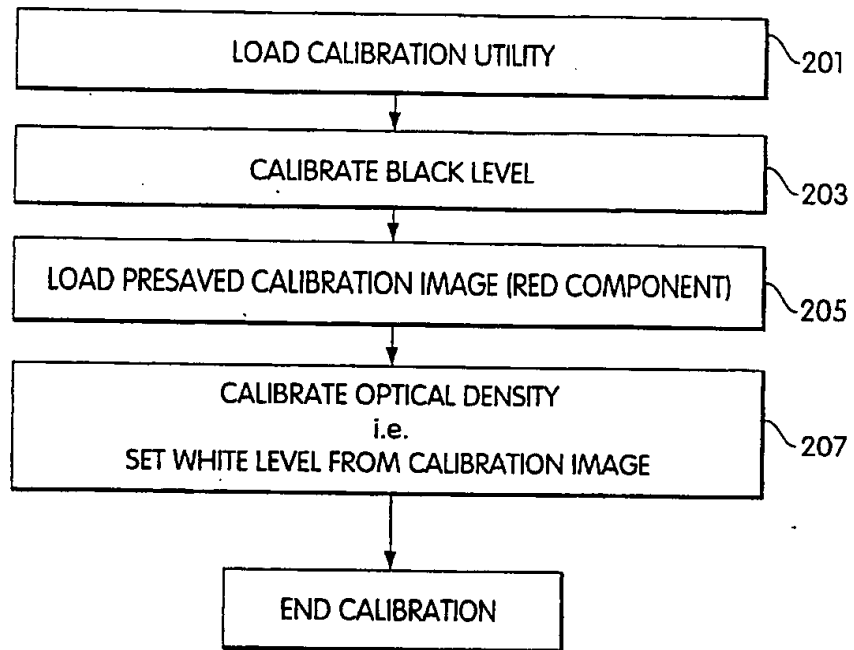 LOAD CALIBRATION UTILITY
201
CALIBRATE BLACK LEVEL
203
LOAD PRESAVED CALIBRATION IMAGE (RED COMPONENT)
205
CALIBRATE OPTICAL DENSITY
i.e.
SET WHITE LEVEL FROM CALIBRATION IMAGE
207
END CALIBRATION